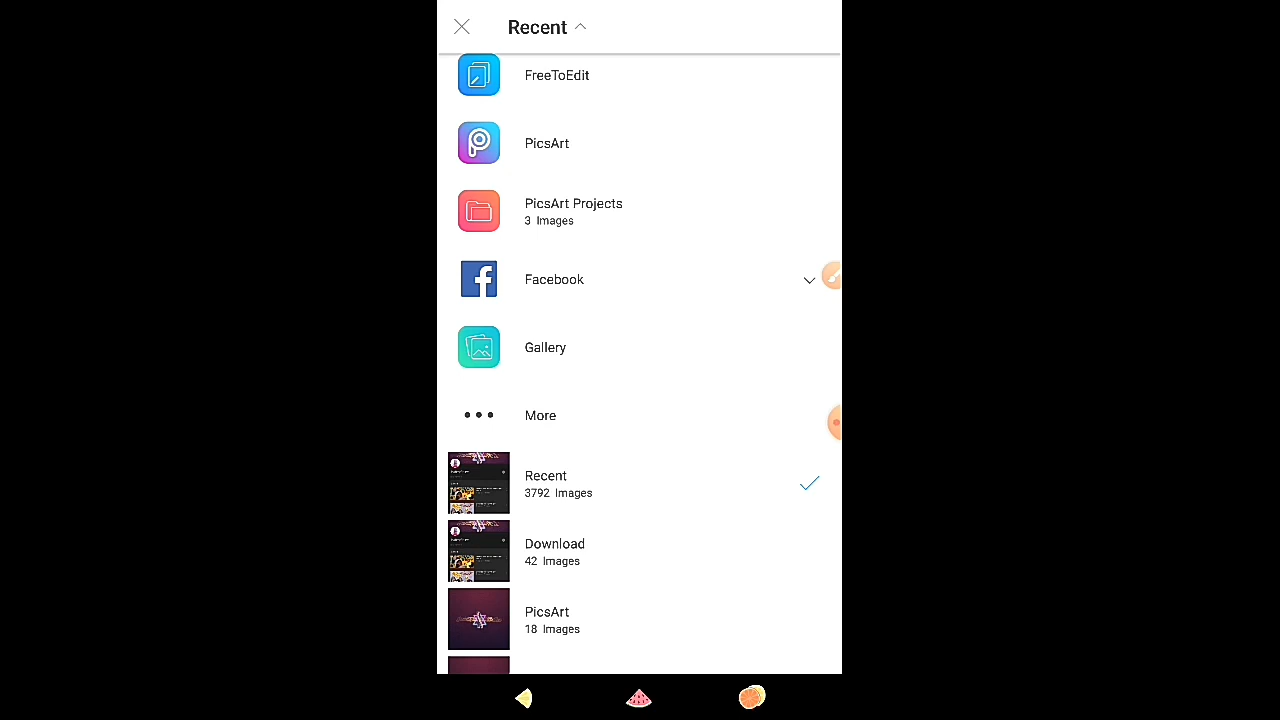 Recent
FreeToEdit
PicsArt
PicsArt Projects
3 Images
Facebook
Gallery
More
Recent
3792 Images
Download
42 Images
PicsArt
18 Images